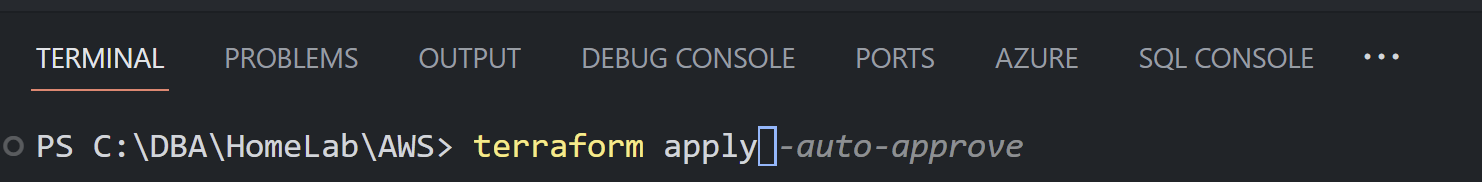 TERMINAL PROBLEMS OUTPUT DEBUG CONSOLE PORTS AZURE SQL CONSOLE ···
PS C:\DBA\HomeLab\AWS> terraform apply -auto-approve